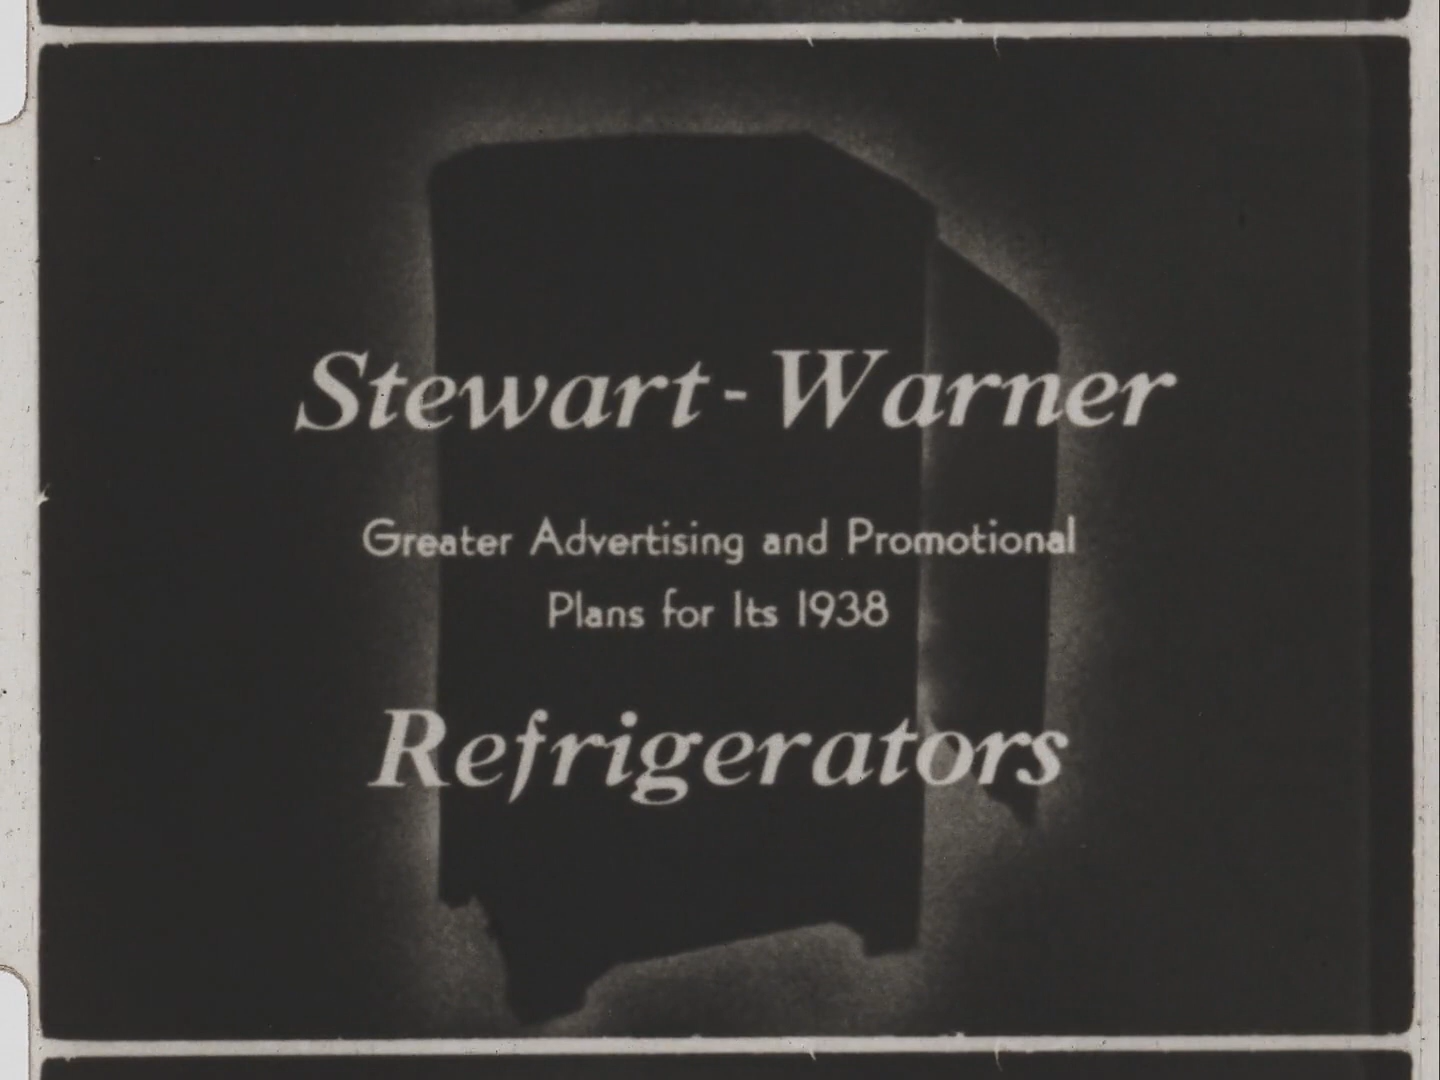 Stewart-Warner
Greater Advertising and Promotional
Plans for Its 1938
Refrigerators